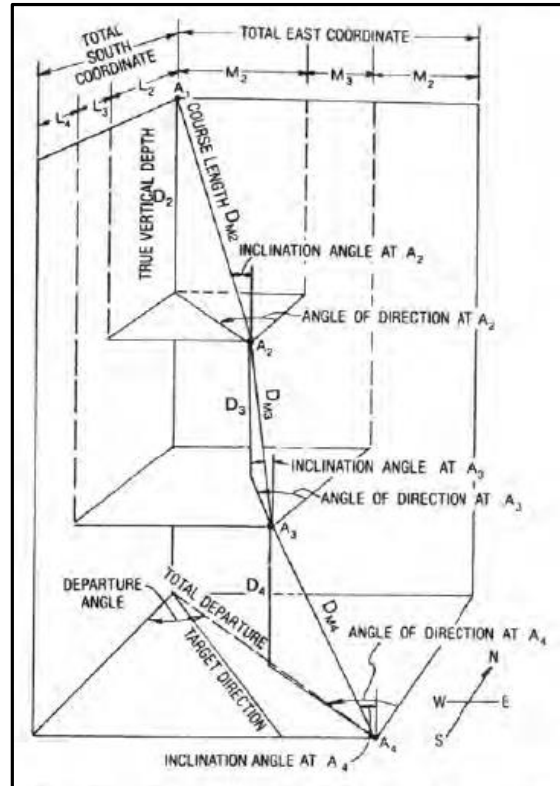 TOTAL
SOUTH
COORDINATE
TOTAL EAST COORDINATE
L4
L3
L2
M2
M3
M2
A1
TRUE VERTICAL DEPTH
D2
COURSE LENGTH DM2
INCLINATION ANGLE AT A2
ANGLE OF DIRECTION AT A2
A2
D3
DM3
INCLINATION ANGLE AT A3
ANGLE OF DIRECTION AT A3
A3
DEPARTURE
ANGLE
TOTAL DEPARTURE
TARGET DIRECTION
D4
DM4
ANGLE OF DIRECTION AT A4
N
W
E
S
A4
INCLINATION ANGLE AT A4